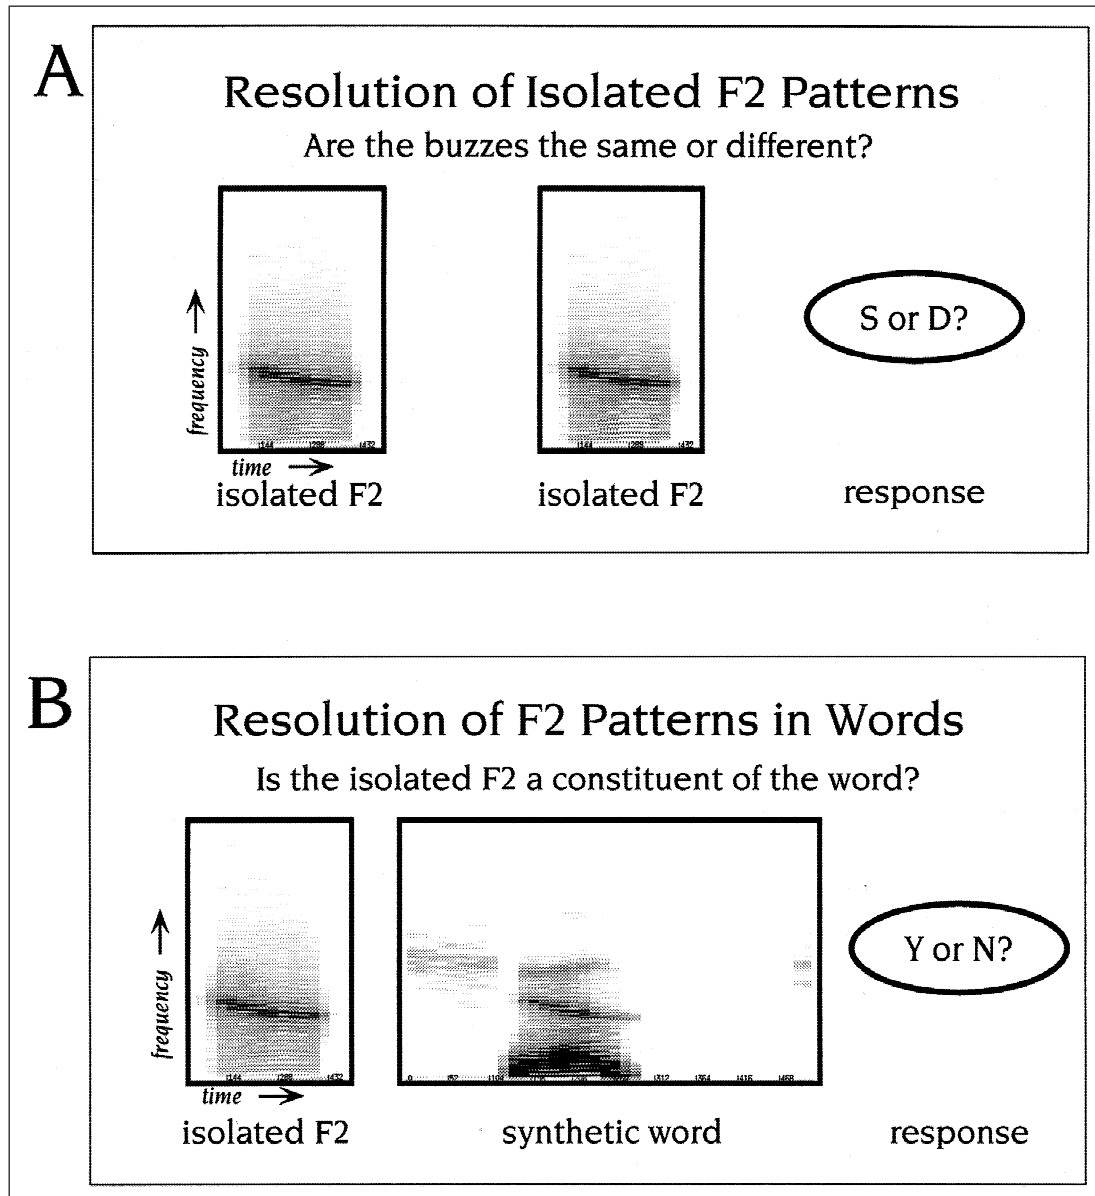 A
Resolution of Isolated F2 Patterns
Are the buzzes the same or different?
frequency
S or D?
time
isolated F2
isolated F2
response
B
Resolution of F2 Patterns in Words
Is the isolated F2 a constituent of the word?
frequency
Y or N?
time
isolated F2
synthetic word
response